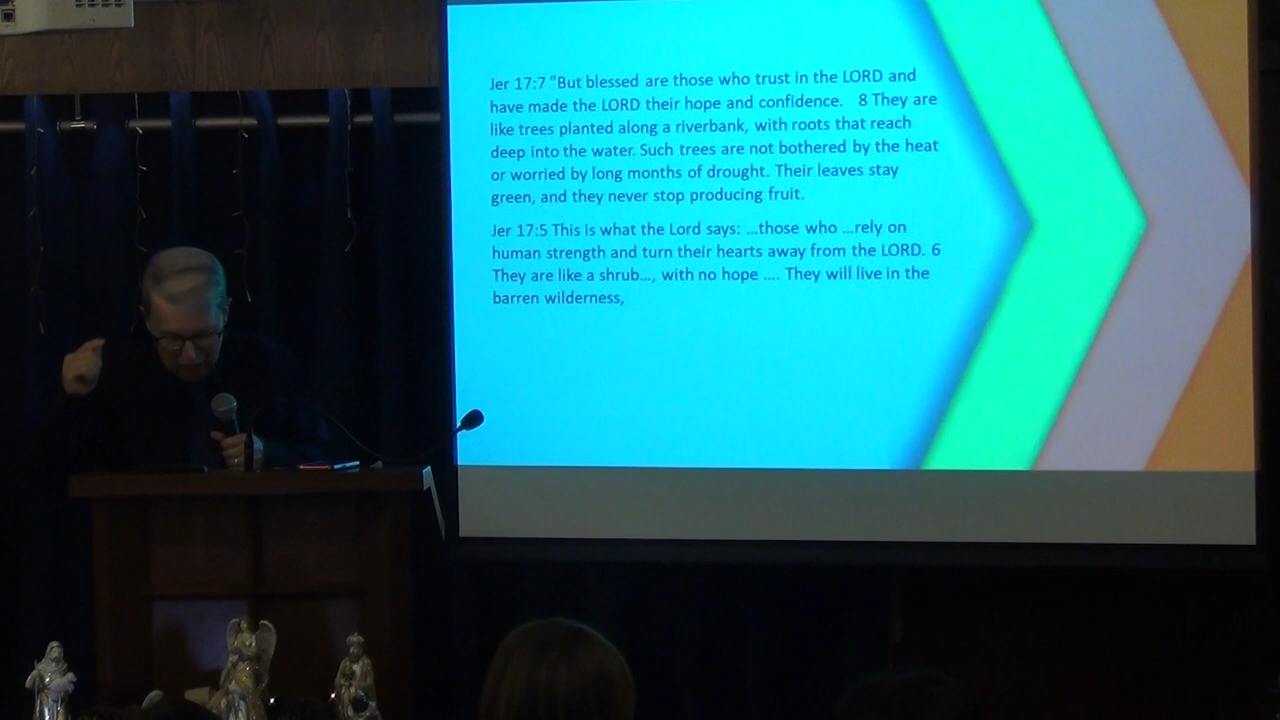 Jer 17:7 "But blessed are those who trust in the LORD and
have made the LORD their hope and confidence. 8 They are
like trees planted along a riverbank, with roots that reach
deep into the water. Such trees are not bothered by the heat
or worried by long months of drought. Their leaves stay
green, and they never stop producing fruit.
Jer 17:5 This is what the Lord says: ...those who ...rely on
human strength and turn their hearts away from the LORD. 6
They are like a shrub..., with no hope .... They will live in the
barren wilderness,